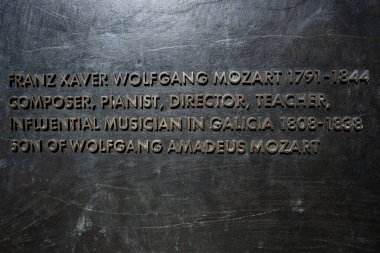 FRANZ XAVER WOLFGANG MOZART 1791-1844
COMPOSER, PIANIST, DIRECTOR, TEACHER,
INFLUENTIAL MUSICIAN IN GALICIA 1808-1838
SON OF WOLFGANG AMADEUS MOZART